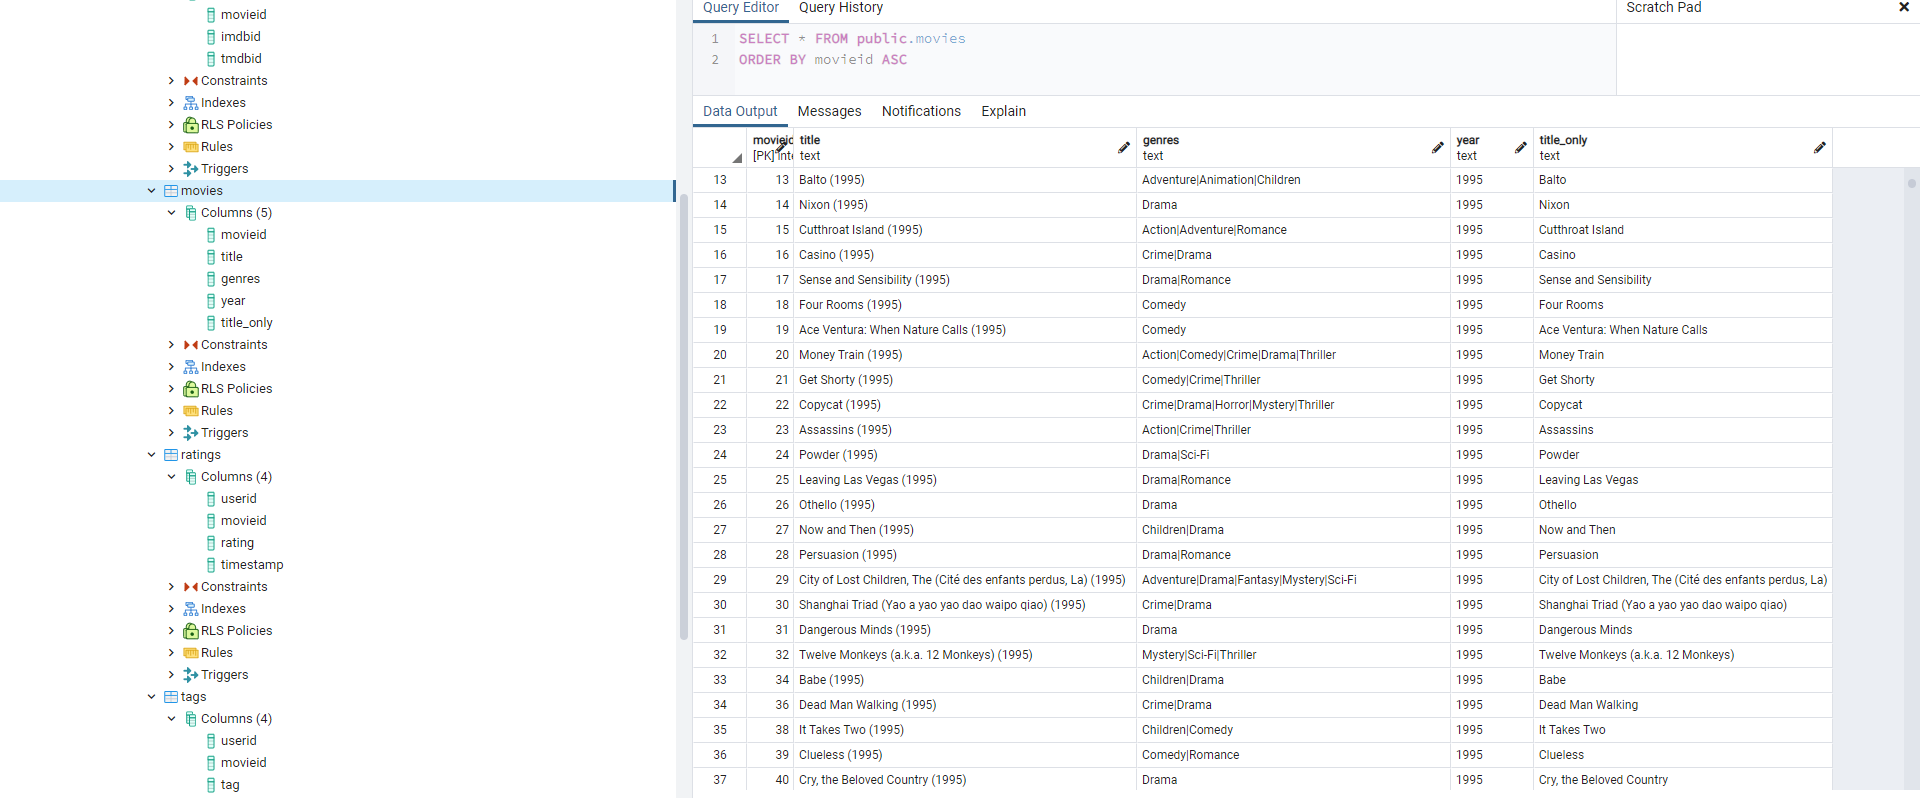 movieid
imdbid
tmdbid
Constraints
Indexes
RLS Policies
Rules
Triggers
movies
Columns (5)
movieid
title
genres
year
title_only
Constraints
Indexes
RLS Policies
Rules
Triggers
ratings
Columns (4)
userid
movieid
rating
timestamp
Constraints
Indexes
RLS Policies
Rules
Triggers
tags
Columns (4)
userid
movieid
tag
Query Editor Query History Scratch Pad
1 SELECT * FROM public.movies
2 ORDER BY movieid ASC
Data Output Messages Notifications Explain
movieid title genres year title_only
[PK] inte text text text text
13 13 Balto (1995) Adventure|Animation|Children 1995 Balto
14 14 Nixon (1995) Drama 1995 Nixon
15 15 Cutthroat Island (1995) Action|Adventure|Romance 1995 Cutthroat Island
16 16 Casino (1995) Crime|Drama 1995 Casino
17 17 Sense and Sensibility (1995) Drama|Romance 1995 Sense and Sensibility
18 18 Four Rooms (1995) Comedy 1995 Four Rooms
19 19 Ace Ventura: When Nature Calls (1995) Comedy 1995 Ace Ventura: When Nature Calls
20 20 Money Train (1995) Action|Comedy|Crime|Drama|Thriller 1995 Money Train
21 21 Get Shorty (1995) Comedy|Crime|Thriller 1995 Get Shorty
22 22 Copycat (1995) Crime|Drama|Horror|Mystery|Thriller 1995 Copycat
23 23 Assassins (1995) Action|Crime|Thriller 1995 Assassins
24 24 Powder (1995) Drama|Sci-Fi 1995 Powder
25 25 Leaving Las Vegas (1995) Drama|Romance 1995 Leaving Las Vegas
26 26 Othello (1995) Drama 1995 Othello
27 27 Now and Then (1995) Children|Drama 1995 Now and Then
28 28 Persuasion (1995) Drama|Romance 1995 Persuasion
29 29 City of Lost Children, The (Cité des enfants perdus, La) (1995) Adventure|Drama|Fantasy|Mystery|Sci-Fi 1995 City of Lost Children, The (Cité des enfants perdus, La)
30 30 Shanghai Triad (Yao a yao yao dao waipo qiao) (1995) Crime|Drama 1995 Shanghai Triad (Yao a yao yao dao waipo qiao)
31 31 Dangerous Minds (1995) Drama 1995 Dangerous Minds
32 32 Twelve Monkeys (a.k.a. 12 Monkeys) (1995) Mystery|Sci-Fi|Thriller 1995 Twelve Monkeys (a.k.a. 12 Monkeys)
33 34 Babe (1995) Children|Drama 1995 Babe
34 36 Dead Man Walking (1995) Crime|Drama 1995 Dead Man Walking
35 38 It Takes Two (1995) Children|Comedy 1995 It Takes Two
36 39 Clueless (1995) Comedy|Romance 1995 Clueless
37 40 Cry, the Beloved Country (1995) Drama 1995 Cry, the Beloved Country